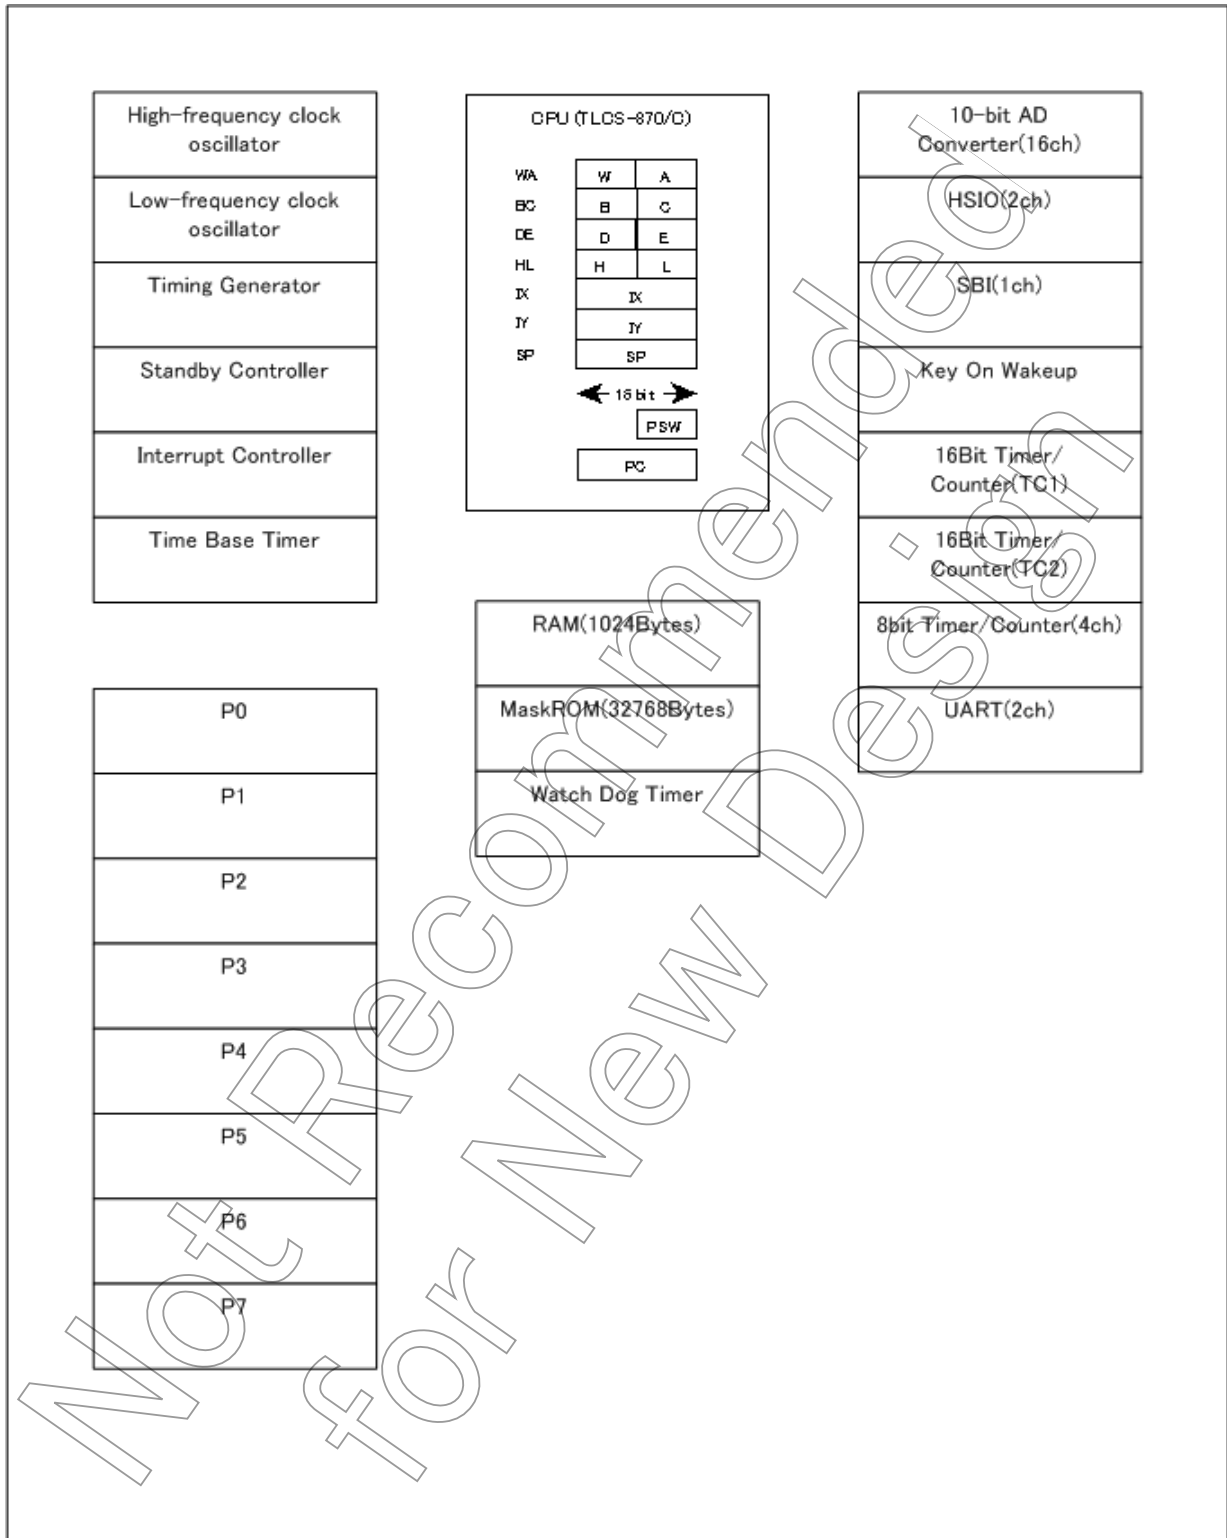 High-frequency clock
oscillator
Low-frequency clock
oscillator
Timing Generator
Standby Controller
Interrupt Controller
Time Base Timer
P0
P1
P2
P3
P4
P5
P6
P7
CPU (TLCS-870/C)
WA W A
BC B C
DE D E
HL H L
IX IX
IY IY
SP SP
16 bit
PSW
PC
RAM(1024Bytes)
MaskROM(32768Bytes)
Watch Dog Timer
10-bit AD
Converter(16ch)
HSIO(2ch)
SBI(1ch)
Key On Wakeup
16Bit Timer/
Counter(TC1)
16Bit Timer/
Counter(TC2)
8bit Timer/Counter(4ch)
UART(2ch)
Not Recommended
for New Design